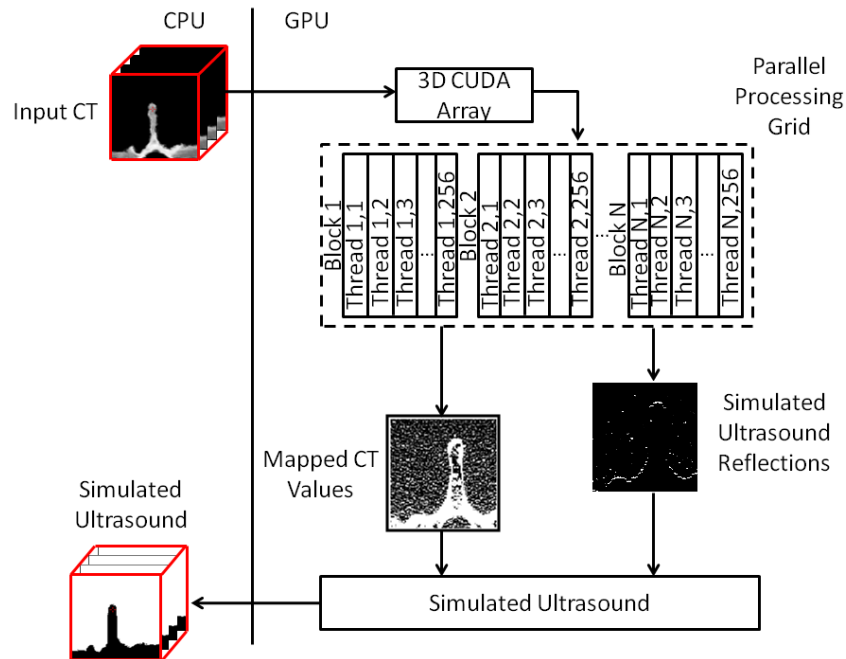 CPU
GPU
Input CT
3D CUDA
Array
Parallel
Processing
Grid
Block 1
Thread 1,1
Thread 1,2
Thread 1,3
...
Thread 1,256
Block 2
Thread 2,1
Thread 2,2
Thread 2,3
...
Thread 2,256
...
Block N
Thread N,1
Thread N,2
Thread N,3
...
Thread N,256
Mapped CT
Values
Simulated
Ultrasound
Reflections
Simulated
Ultrasound
Simulated Ultrasound